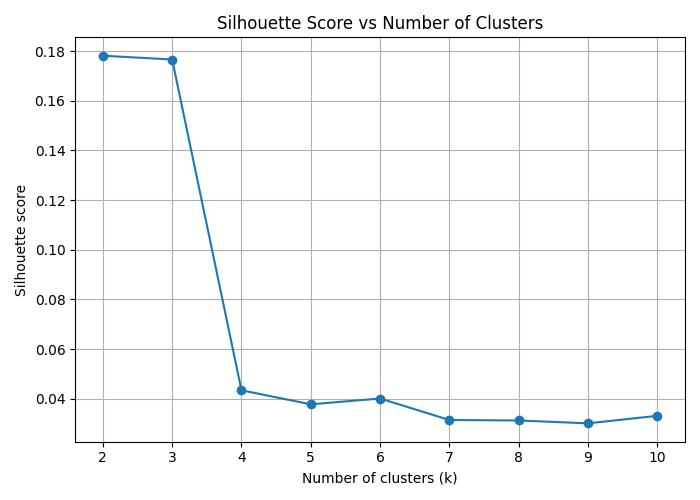 Silhouette Score vs Number of Clusters
Silhouette score
0.18
0.16
0.14
0.12
0.10
0.08
0.06
0.04
2 3 4 5 6 7 8 9 10
Number of clusters (k)